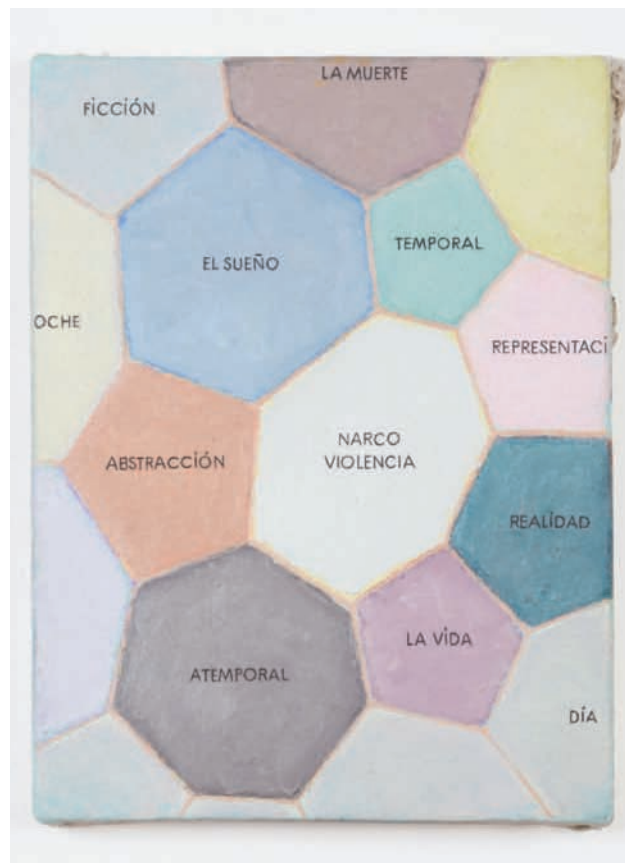 LA MUERTE
FiCCiÓN
EL SUEÑO
TEMPORAL
OCHE
REPRESENTACi
NARCO
VIOLENCIA
ABSTRACCiÓN
REALiDAD
LA ViDA
ATEMPORAL
DÍA